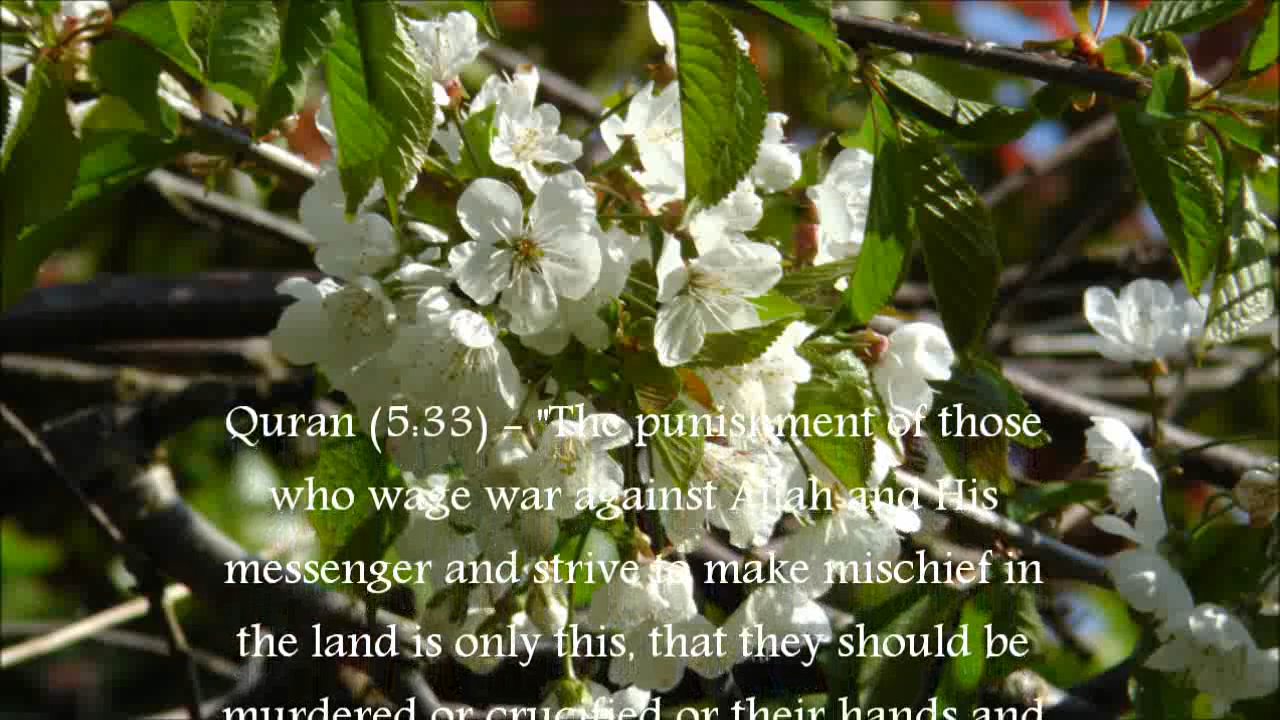 Quran (5:33) - "The punishment of those
who wage war against Allah and His
messenger and strive to make mischief in
the land is only this, that they should be
murdered or crucified or their hands and